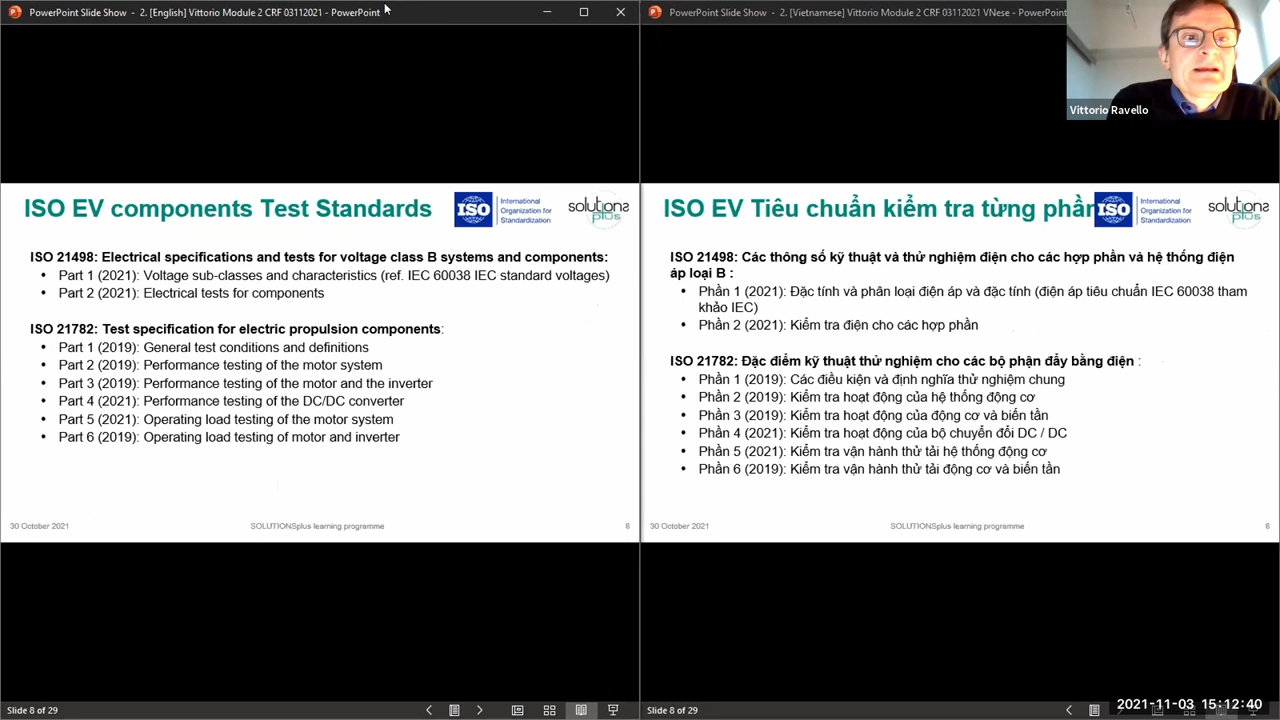 PowerPoint Slide Show - 2. [English] Vittorio Module 2 CRF 03112021 - PowerPoint
ISO EV components Test Standards
ISO
International
Organization for
Standardization
solutions
plus
ISO 21498: Electrical specifications and tests for voltage class B systems and components:
• Part 1 (2021): Voltage sub-classes and characteristics (ref. IEC 60038 IEC standard voltages)
• Part 2 (2021): Electrical tests for components
ISO 21782: Test specification for electric propulsion components:
• Part 1 (2019): General test conditions and definitions
• Part 2 (2019): Performance testing of the motor system
• Part 3 (2019): Performance testing of the motor and the inverter
• Part 4 (2021): Performance testing of the DC/DC converter
• Part 5 (2021): Operating load testing of the motor system
• Part 6 (2019): Operating load testing of motor and inverter
30 October 2021
SOLUTIONSplus learning programme
8
Slide 8 of 29
PowerPoint Slide Show - 2. [Vietnamese] Vittorio Module 2 CRF 03112021 VNese - PowerPoint
Vittorio Ravello
ISO EV Tiêu chuẩn kiểm tra từng phần
ISO
International
Organization for
Standardization
solutions
plus
ISO 21498: Các thông số kỹ thuật và thử nghiệm điện cho các hợp phần và hệ thống điện
áp loại B :
• Phần 1 (2021): Đặc tính và phân loại điện áp và đặc tính (điện áp tiêu chuẩn IEC 60038 tham
khảo IEC)
• Phần 2 (2021): Kiểm tra điện cho các hợp phần
ISO 21782: Đặc điểm kỹ thuật thử nghiệm cho các bộ phận đẩy bằng điện :
• Phần 1 (2019): Các điều kiện và định nghĩa thử nghiệm chung
• Phần 2 (2019): Kiểm tra hoạt động của hệ thống động cơ
• Phần 3 (2019): Kiểm tra hoạt động của động cơ và biến tần
• Phần 4 (2021): Kiểm tra hoạt động của bộ chuyển đổi DC / DC
• Phần 5 (2021): Kiểm tra vận hành thử tải hệ thống động cơ
• Phần 6 (2019): Kiểm tra vận hành thử tải động cơ và biến tần
30 October 2021
SOLUTIONSplus learning programme
8
Slide 8 of 29
2021-11-03 15:12:40